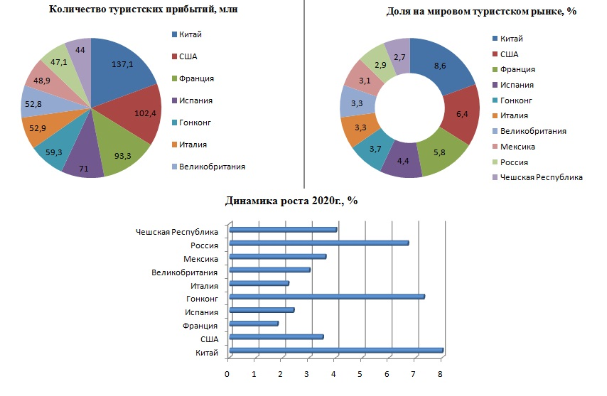 Количество туристских прибытий, млн
137,1
102,4
93,3
71
59,3
52,9
52,8
48,9
47,1
44
Китай
США
Франция
Испания
Гонконг
Италия
Великобритания
Доля на мировом туристском рынке, %
8,6
6,4
5,8
4,4
3,7
3,3
3,3
3,1
2,9
2,7
Китай
США
Франция
Испания
Гонконг
Италия
Великобритания
Мексика
Россия
Чешская Республика
Динамика роста 2020г., %
Чешская Республика
Россия
Мексика
Великобритания
Италия
Гонконг
Испания
Франция
США
Китай
0 1 2 3 4 5 6 7 8